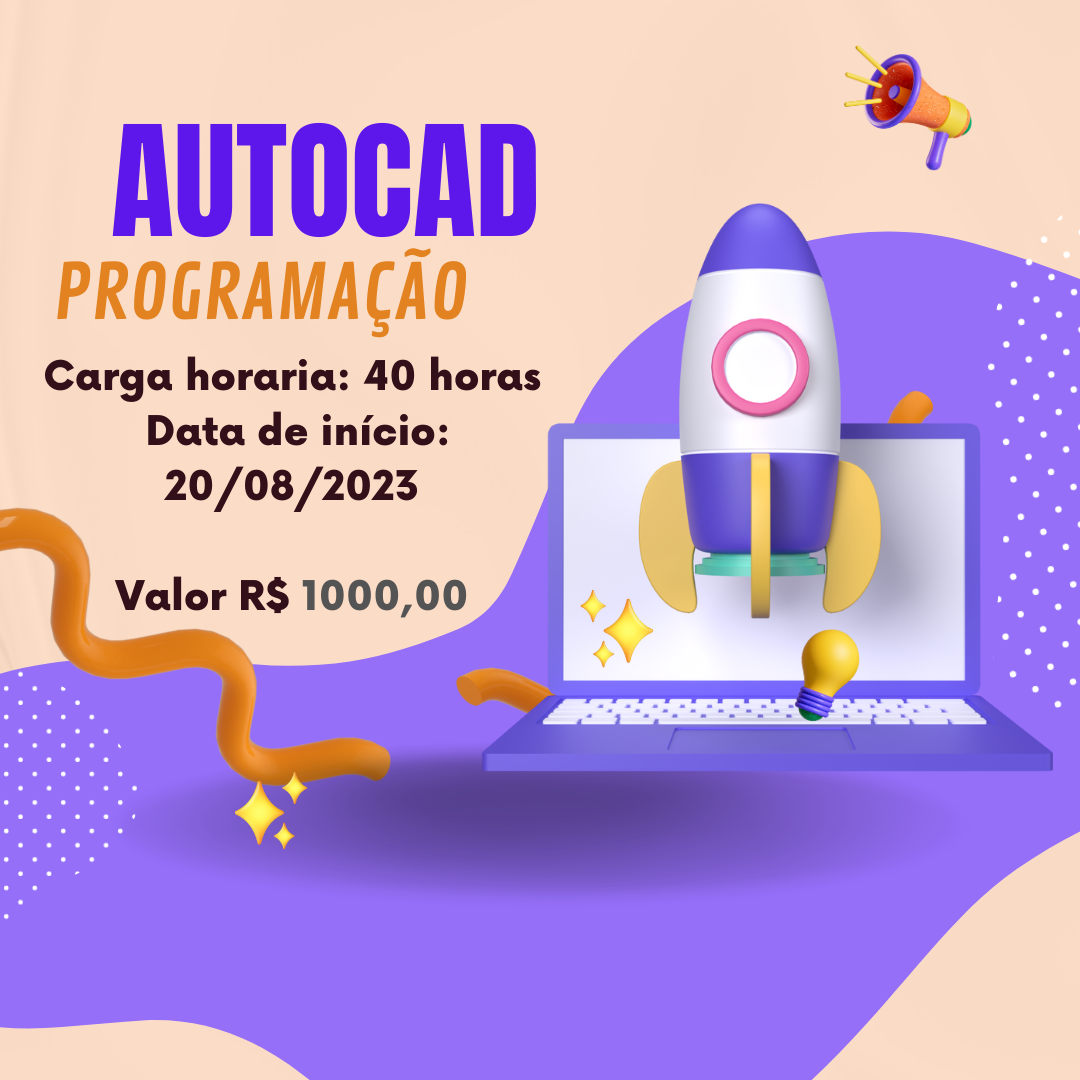 AUTOCAD
PROGRAMAÇÃO
Carga horaria: 40 horas
Data de início:
20/08/2023
Valor R$ 1000,00